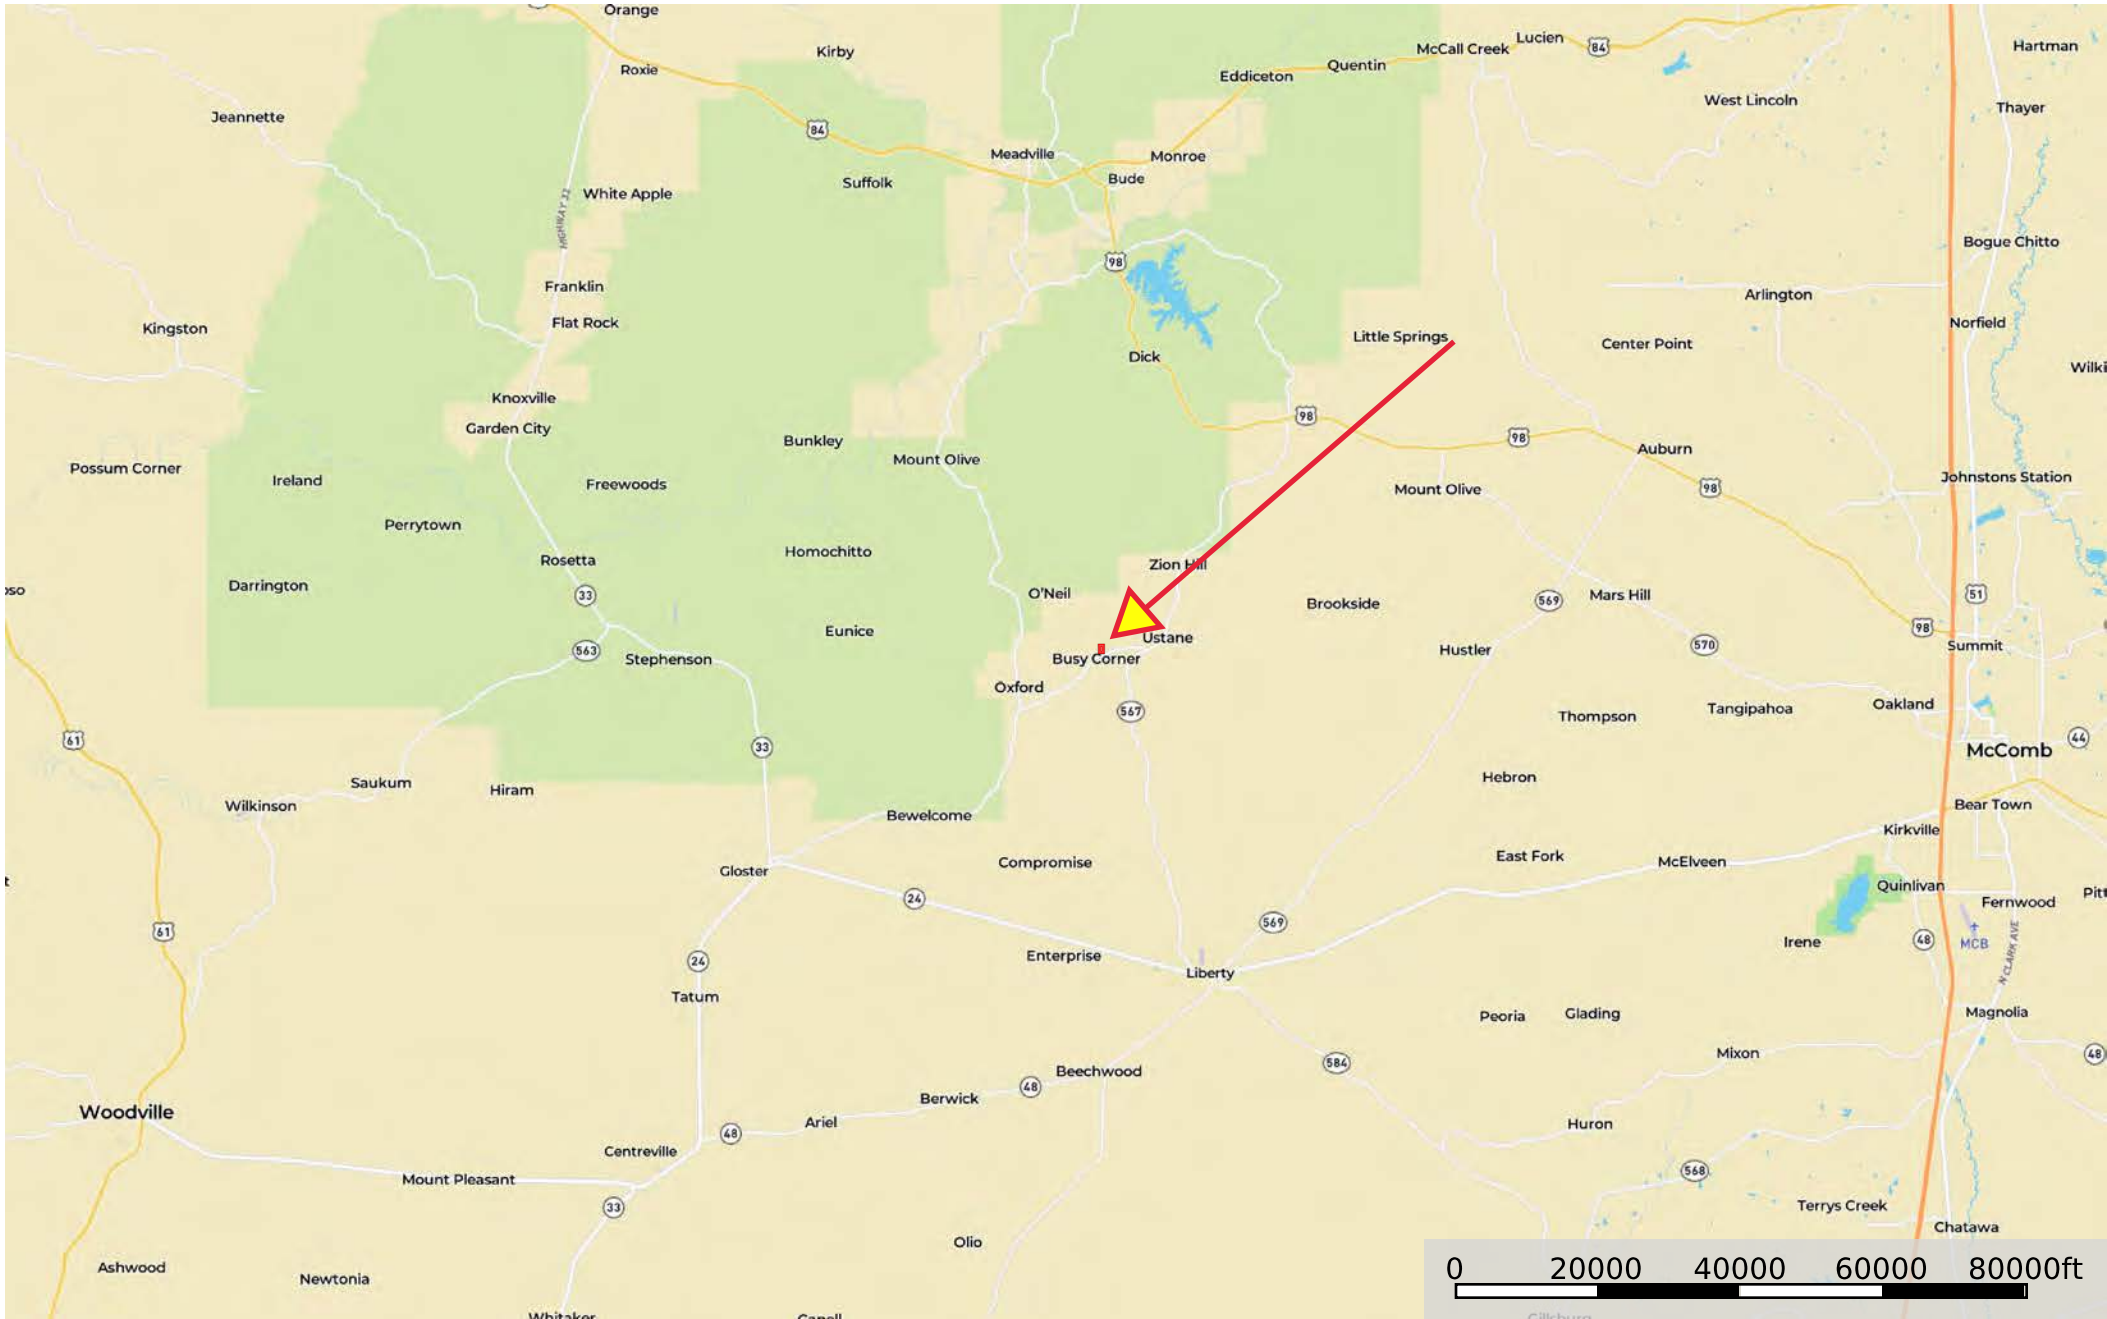 Orange
Kirby
Roxie
Lucien
84
McCall Creek
Hartman
Quentin
Eddiceton
West Lincoln
Thayer
Jeannette
84
Meadville
Monroe
Bude
Suffolk
White Apple
HIGHWAY 33
Bogue Chitto
98
Franklin
Arlington
Flat Rock
Kingston
Norfield
Little Springs
Center Point
Dick
Wilki
Knoxville
98
Garden City
98
Bunkley
Auburn
Mount Olive
Possum Corner
Ireland
Freewoods
Mount Olive
98
Johnstons Station
Perrytown
Homochitto
Rosetta
Zion Hill
Darrington
oso
33
O'Neil
Brookside
569
Mars Hill
51
Eunice
98
Ustane
563
Stephenson
Busy Corner
Hustler
570
Summit
Oxford
567
Thompson
Tangipahoa
Oakland
61
33
McComb
44
Saukum
Hiram
Hebron
Wilkinson
Bewelcome
Bear Town
Kirkville
Gloster
Compromise
East Fork
McElveen
t
24
Quinlivan
Pitt
Fernwood
61
569
Irene
48
MCB
N CLARK AVE
24
Enterprise
Liberty
Tatum
Peoria
Glading
Magnolia
Mixon
48
584
Beechwood
48
Berwick
Woodville
Ariel
48
Huron
Centreville
Mount Pleasant
568
33
Terrys Creek
Chatawa
Olio
Ashwood
Newtonia
0 20000 40000 60000 80000ft
Whitaker
Capell
Gillsburg